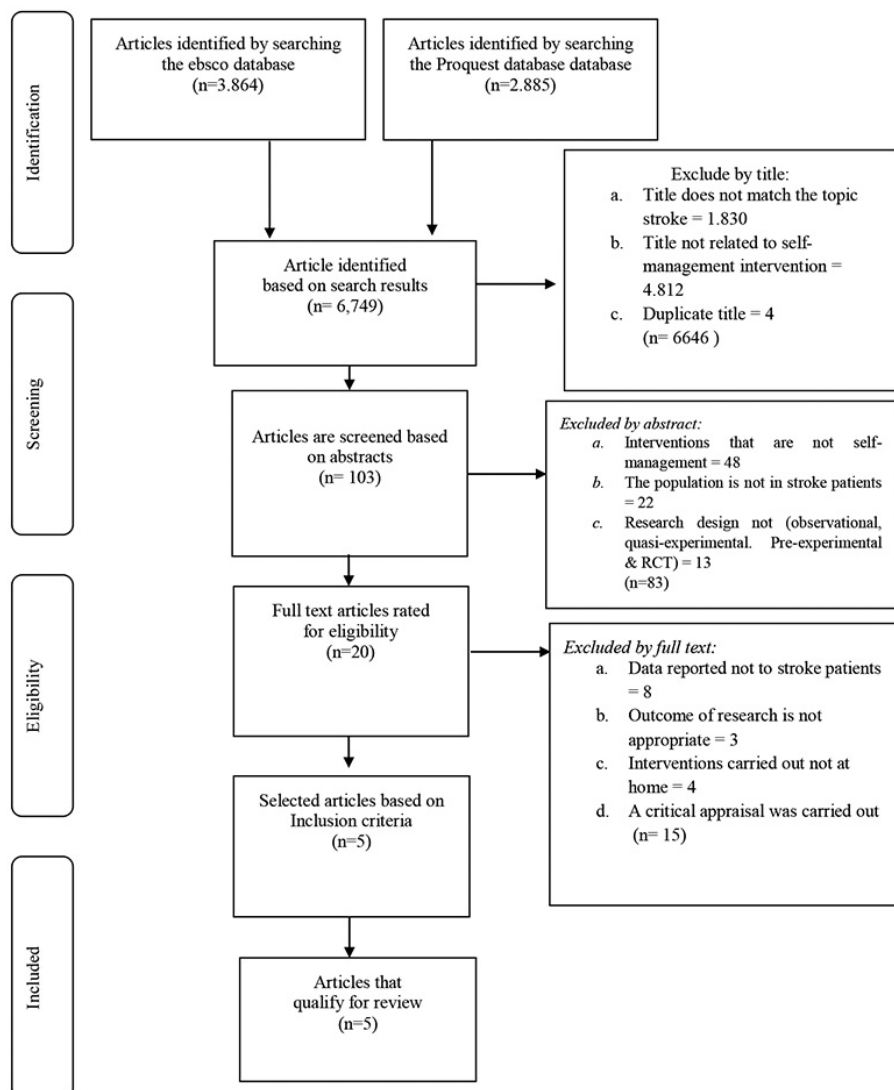 Identification
Articles identified by searching
the ebsco database
(n=3.864)
Articles identified by searching
the Proquest database database
(n=2.885)
Exclude by title:
a. Title does not match the topic
stroke = 1.830
b. Title not related to self-
management intervention =
4.812
c. Duplicate title = 4
(n= 6646 )
Article identified
based on search results
(n= 6,749)
Screening
Articles are screened based
on abstracts
(n= 103)
Excluded by abstract:
a. Interventions that are not self-
management = 48
b. The population is not in stroke patients
= 22
c. Research design not (observational,
quasi-experimental. Pre-experimental
& RCT) = 13
(n=83)
Eligibility
Full text articles rated
for eligibility
(n=20)
Excluded by full text:
a. Data reported not to stroke patients
= 8
b. Outcome of research is not
appropriate = 3
c. Interventions carried out not at
home = 4
d. A critical appraisal was carried out
(n= 15)
Selected articles based on
Inclusion criteria
(n=5)
Included
Articles that
qualify for review
(n=5)